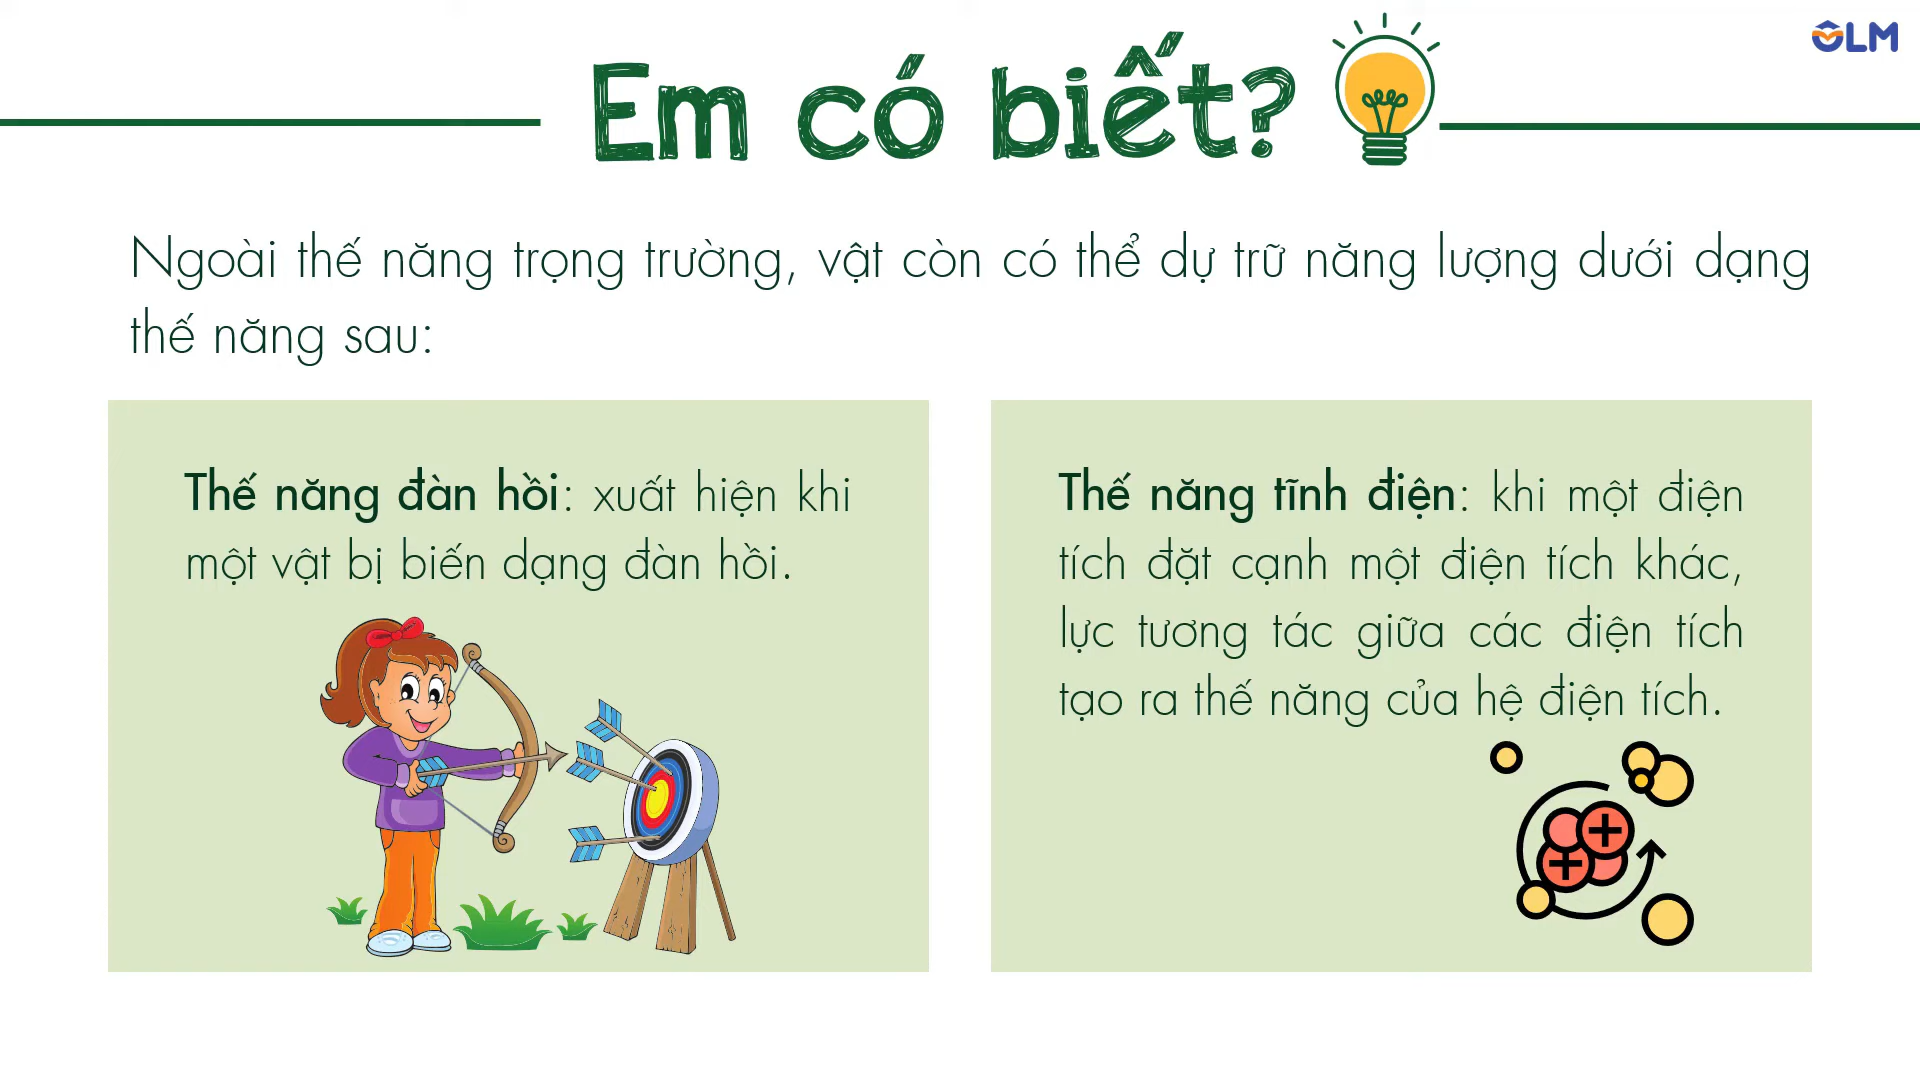 OLM
Em có biết?
Ngoài thế năng trọng trường, vật còn có thể dự trữ năng lượng dưới dạng
thế năng sau:
Thế năng đàn hồi: xuất hiện khi
một vật bị biến dạng đàn hồi.
Thế năng tĩnh điện: khi một điện
tích đặt cạnh một điện tích khác,
lực tương tác giữa các điện tích
tạo ra thế năng của hệ điện tích.